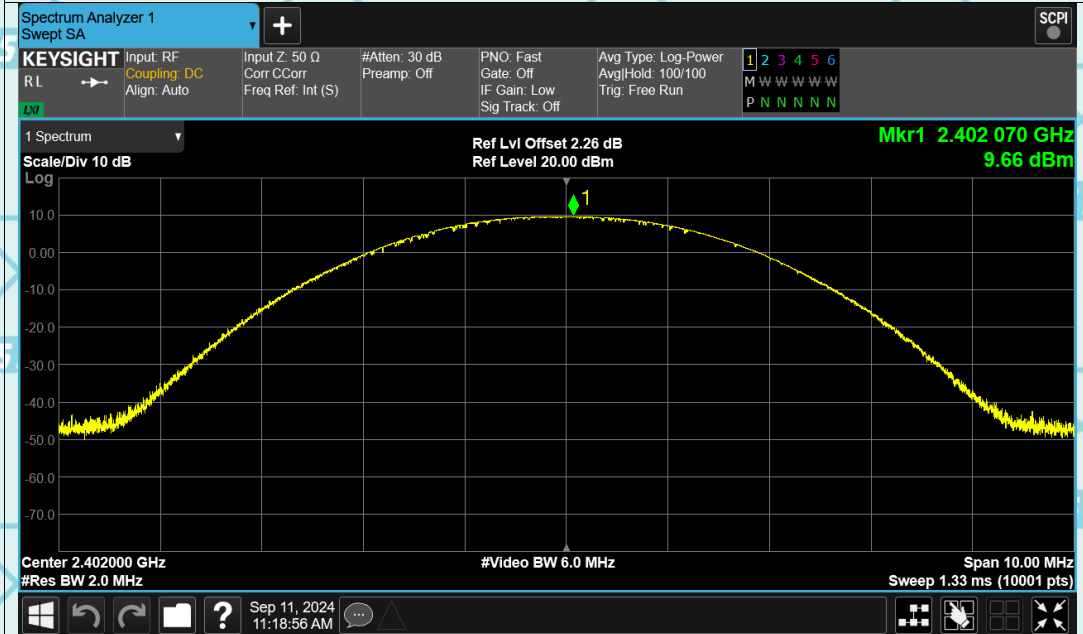 Spectrum Analyzer 1
Swept SA
+
SCPI
KEYSIGHT
R L
LXI
Input: RF
Coupling: DC
Align: Auto
Input Z: 50 Ω
Corr CCorr
Freq Ref: Int (S)
#Atten: 30 dB
Preamp: Off
PNO: Fast
Gate: Off
IF Gain: Low
Sig Track: Off
Avg Type: Log-Power
Avg|Hold: 100/100
Trig: Free Run
1 2 3 4 5 6
M W W W W W
P N N N N N
1 Spectrum
Scale/Div 10 dB
Log
Ref Lvl Offset 2.26 dB
Ref Level 20.00 dBm
Mkr1 2.402 070 GHz
9.66 dBm
1
10.0
0.00
-10.0
-20.0
-30.0
-40.0
-50.0
-60.0
-70.0
Center 2.402000 GHz
#Video BW 6.0 MHz
Span 10.00 MHz
#Res BW 2.0 MHz
Sweep 1.33 ms (10001 pts)
?
Sep 11, 2024
11:18:56 AM